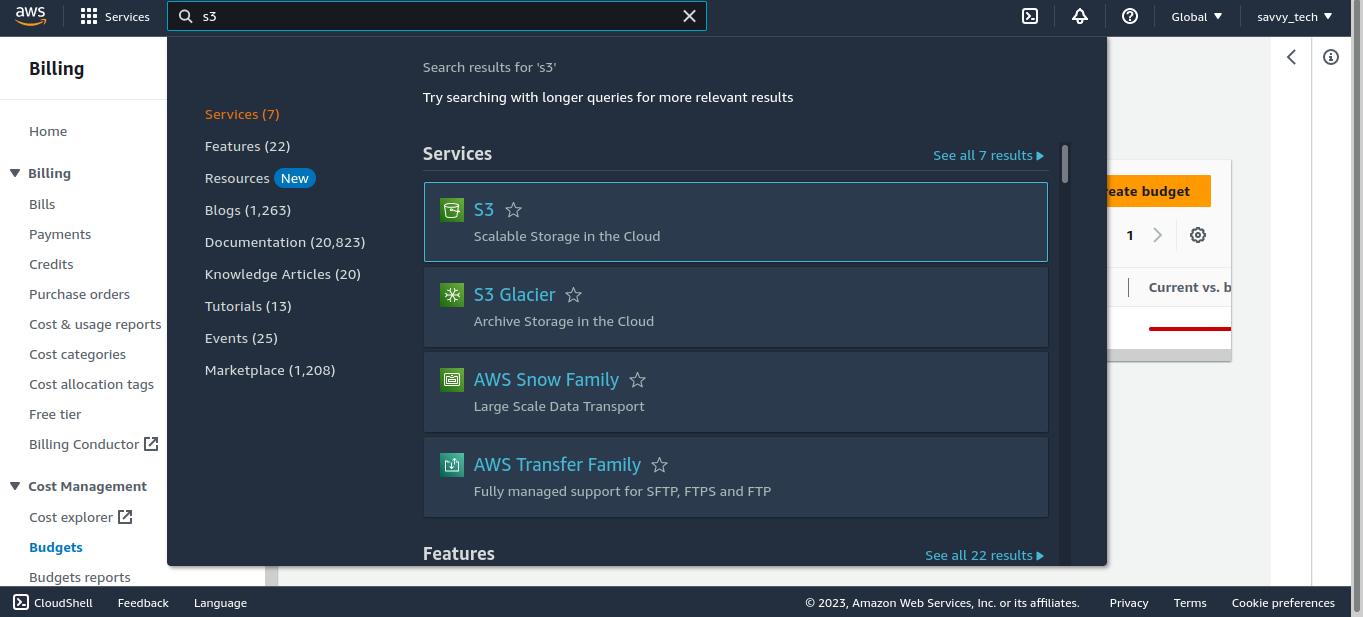 aws
Services
s3
Global
savvy_tech
Billing
Home
Billing
Bills
Payments
Credits
Purchase orders
Cost & usage reports
Cost categories
Cost allocation tags
Free tier
Billing Conductor
Cost Management
Cost explorer
Budgets
Budgets reports
Services (7)
Features (22)
Resources New
Blogs (1,263)
Documentation (20,823)
Knowledge Articles (20)
Tutorials (13)
Events (25)
Marketplace (1,208)
Search results for 's3'
Try searching with longer queries for more relevant results
Services
See all 7 results
S3
Scalable Storage in the Cloud
S3 Glacier
Archive Storage in the Cloud
AWS Snow Family
Large Scale Data Transport
AWS Transfer Family
Fully managed support for SFTP, FTPS and FTP
Features
See all 22 results
reate budget
1
Current vs. b
CloudShell
Feedback
Language
© 2023, Amazon Web Services, Inc. or its affiliates.
Privacy
Terms
Cookie preferences